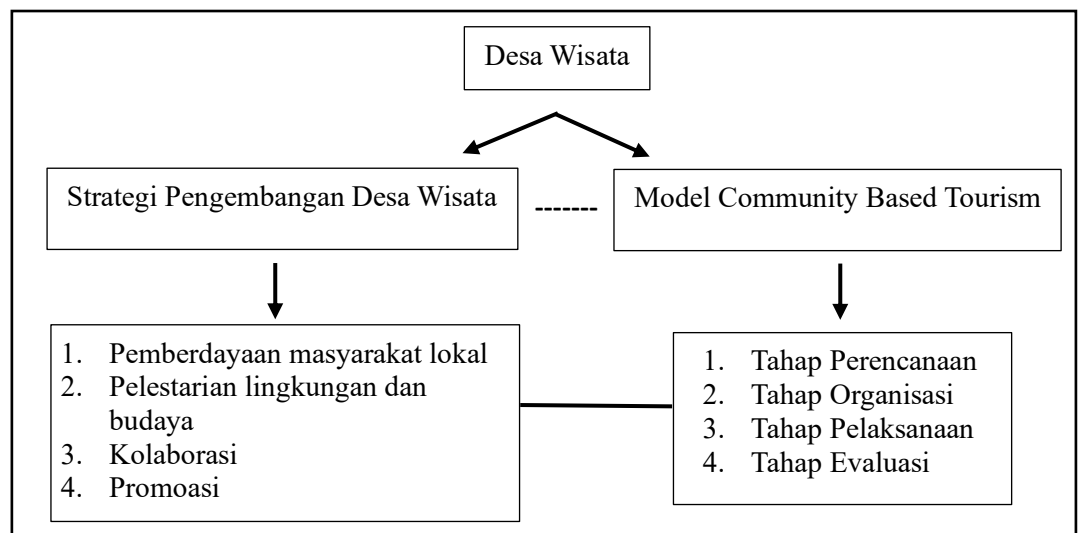 Desa Wisata
Strategi Pengembangan Desa Wisata
Model Community Based Tourism
1. Pemberdayaan masyarakat lokal
2. Pelestarian lingkungan dan
budaya
3. Kolaborasi
4. Promoasi
1. Tahap Perencanaan
2. Tahap Organisasi
3. Tahap Pelaksanaan
4. Tahap Evaluasi